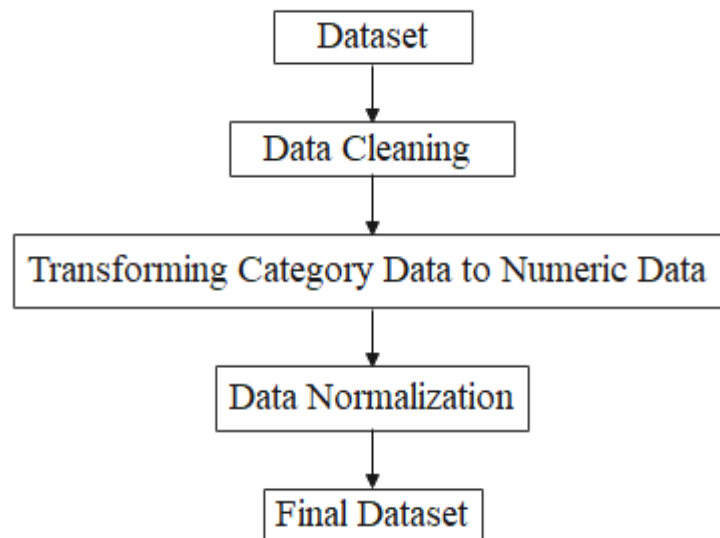 Dataset
Data Cleaning
Transforming Category Data to Numeric Data
Data Normalization
Final Dataset